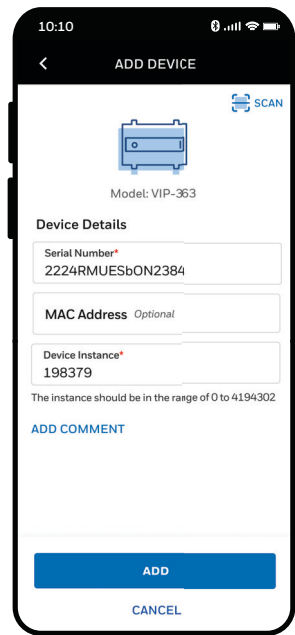 10:10
ADD DEVICE
SCAN
Model: VIP-363
Device Details
Serial Number*
2224RMUESbON2384
MAC Address Optional
Device Instance*
198379
The instance should be in the range of 0 to 4194302
ADD COMMENT
ADD
CANCEL